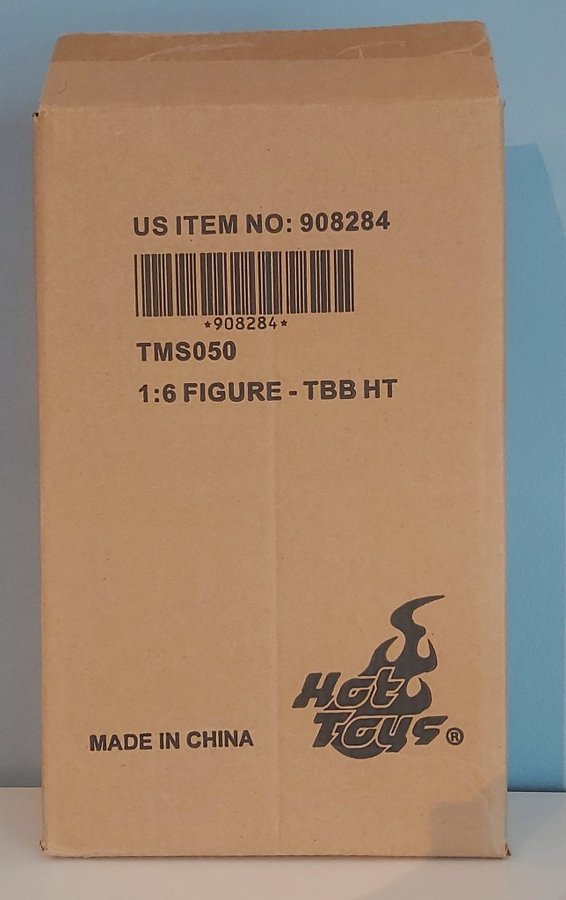 US ITEM NO: 908284
*908284*
TMS050
1:6 FIGURE - TBB HT
Hot
Toys®
MADE IN CHINA